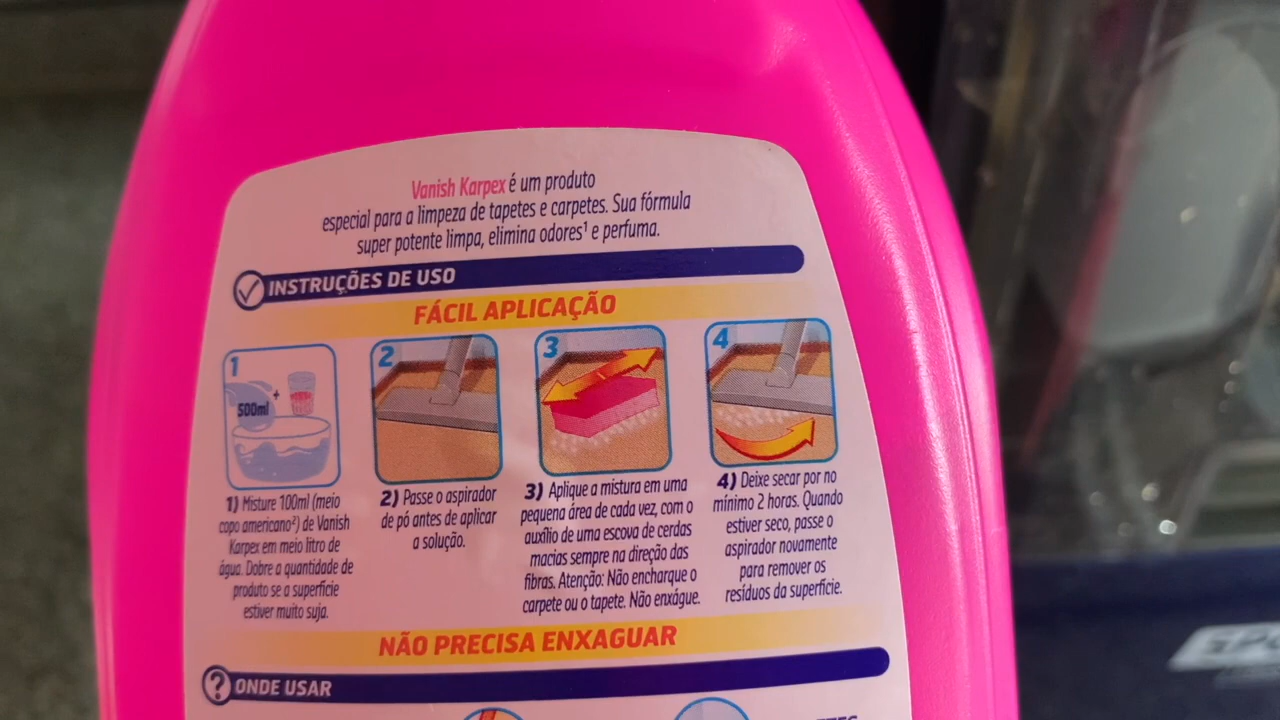 Vanish Karpex é um produto
especial para a limpeza de tapetes e carpetes. Sua fórmula
super potente limpa, elimina odores¹ e perfuma.
INSTRUÇÕES DE USO
FÁCIL APLICAÇÃO
1
500ml +
1) Misture 100ml (meio
copo americano²) de Vanish
Karpex em meio litro de
água. Dobre a quantidade de
produto se a superfície
estiver muito suja.
2
2) Passe o aspirador
de pó antes de aplicar
a solução.
3
3) Aplique a mistura em uma
pequena área de cada vez, com o
auxílio de uma escova de cerdas
macias sempre na direção das
fibras. Atenção: Não encharque o
carpete ou o tapete. Não enxágue.
4
4) Deixe secar por no
mínimo 2 horas. Quando
estiver seco, passe o
aspirador novamente
para remover os
resíduos da superfície.
NÃO PRECISA ENXAGUAR
? ONDE USAR